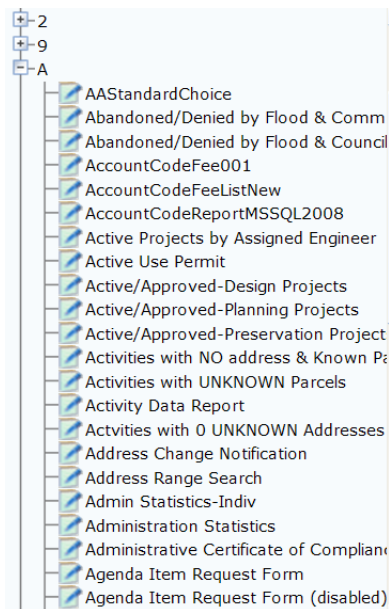 2
9
A
AAStandardChoice
Abandoned/Denied by Flood & Comm
Abandoned/Denied by Flood & Council
AccountCodeFee001
AccountCodeFeeListNew
AccountCodeReportMSSQL2008
Active Projects by Assigned Engineer
Active Use Permit
Active/Approved-Design Projects
Active/Approved-Planning Projects
Active/Approved-Preservation Project
Activities with NO address & Known Pa
Activities with UNKNOWN Parcels
Activity Data Report
Actvities with 0 UNKNOWN Addresses
Address Change Notification
Address Range Search
Admin Statistics-Indiv
Administration Statistics
Administrative Certificate of Complian
Agenda Item Request Form
Agenda Item Request Form (disabled)